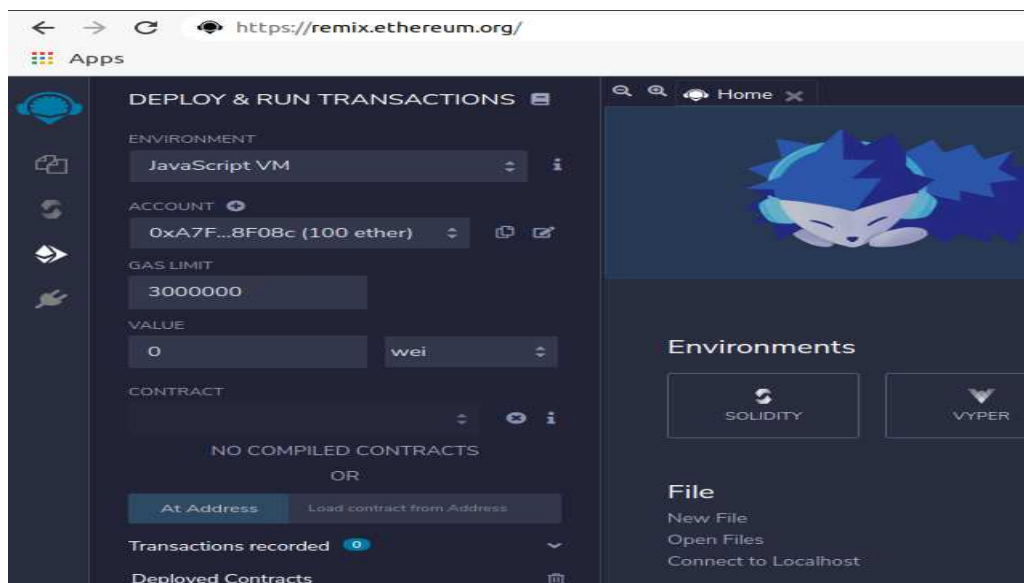 https://remix.ethereum.org/
Apps
DEPLOY & RUN TRANSACTIONS
Home
ENVIRONMENT
JavaScript VM
i
ACCOUNT
0xA7F...8F08c (100 ether)
GAS LIMIT
3000000
VALUE
0
wei
Environments
CONTRACT
i
SOLIDITY
VYPER
NO COMPILED CONTRACTS
OR
At Address
Load contract from Address
File
New File
Open Files
Connect to Localhost
Transactions recorded 0
Deployed Contracts